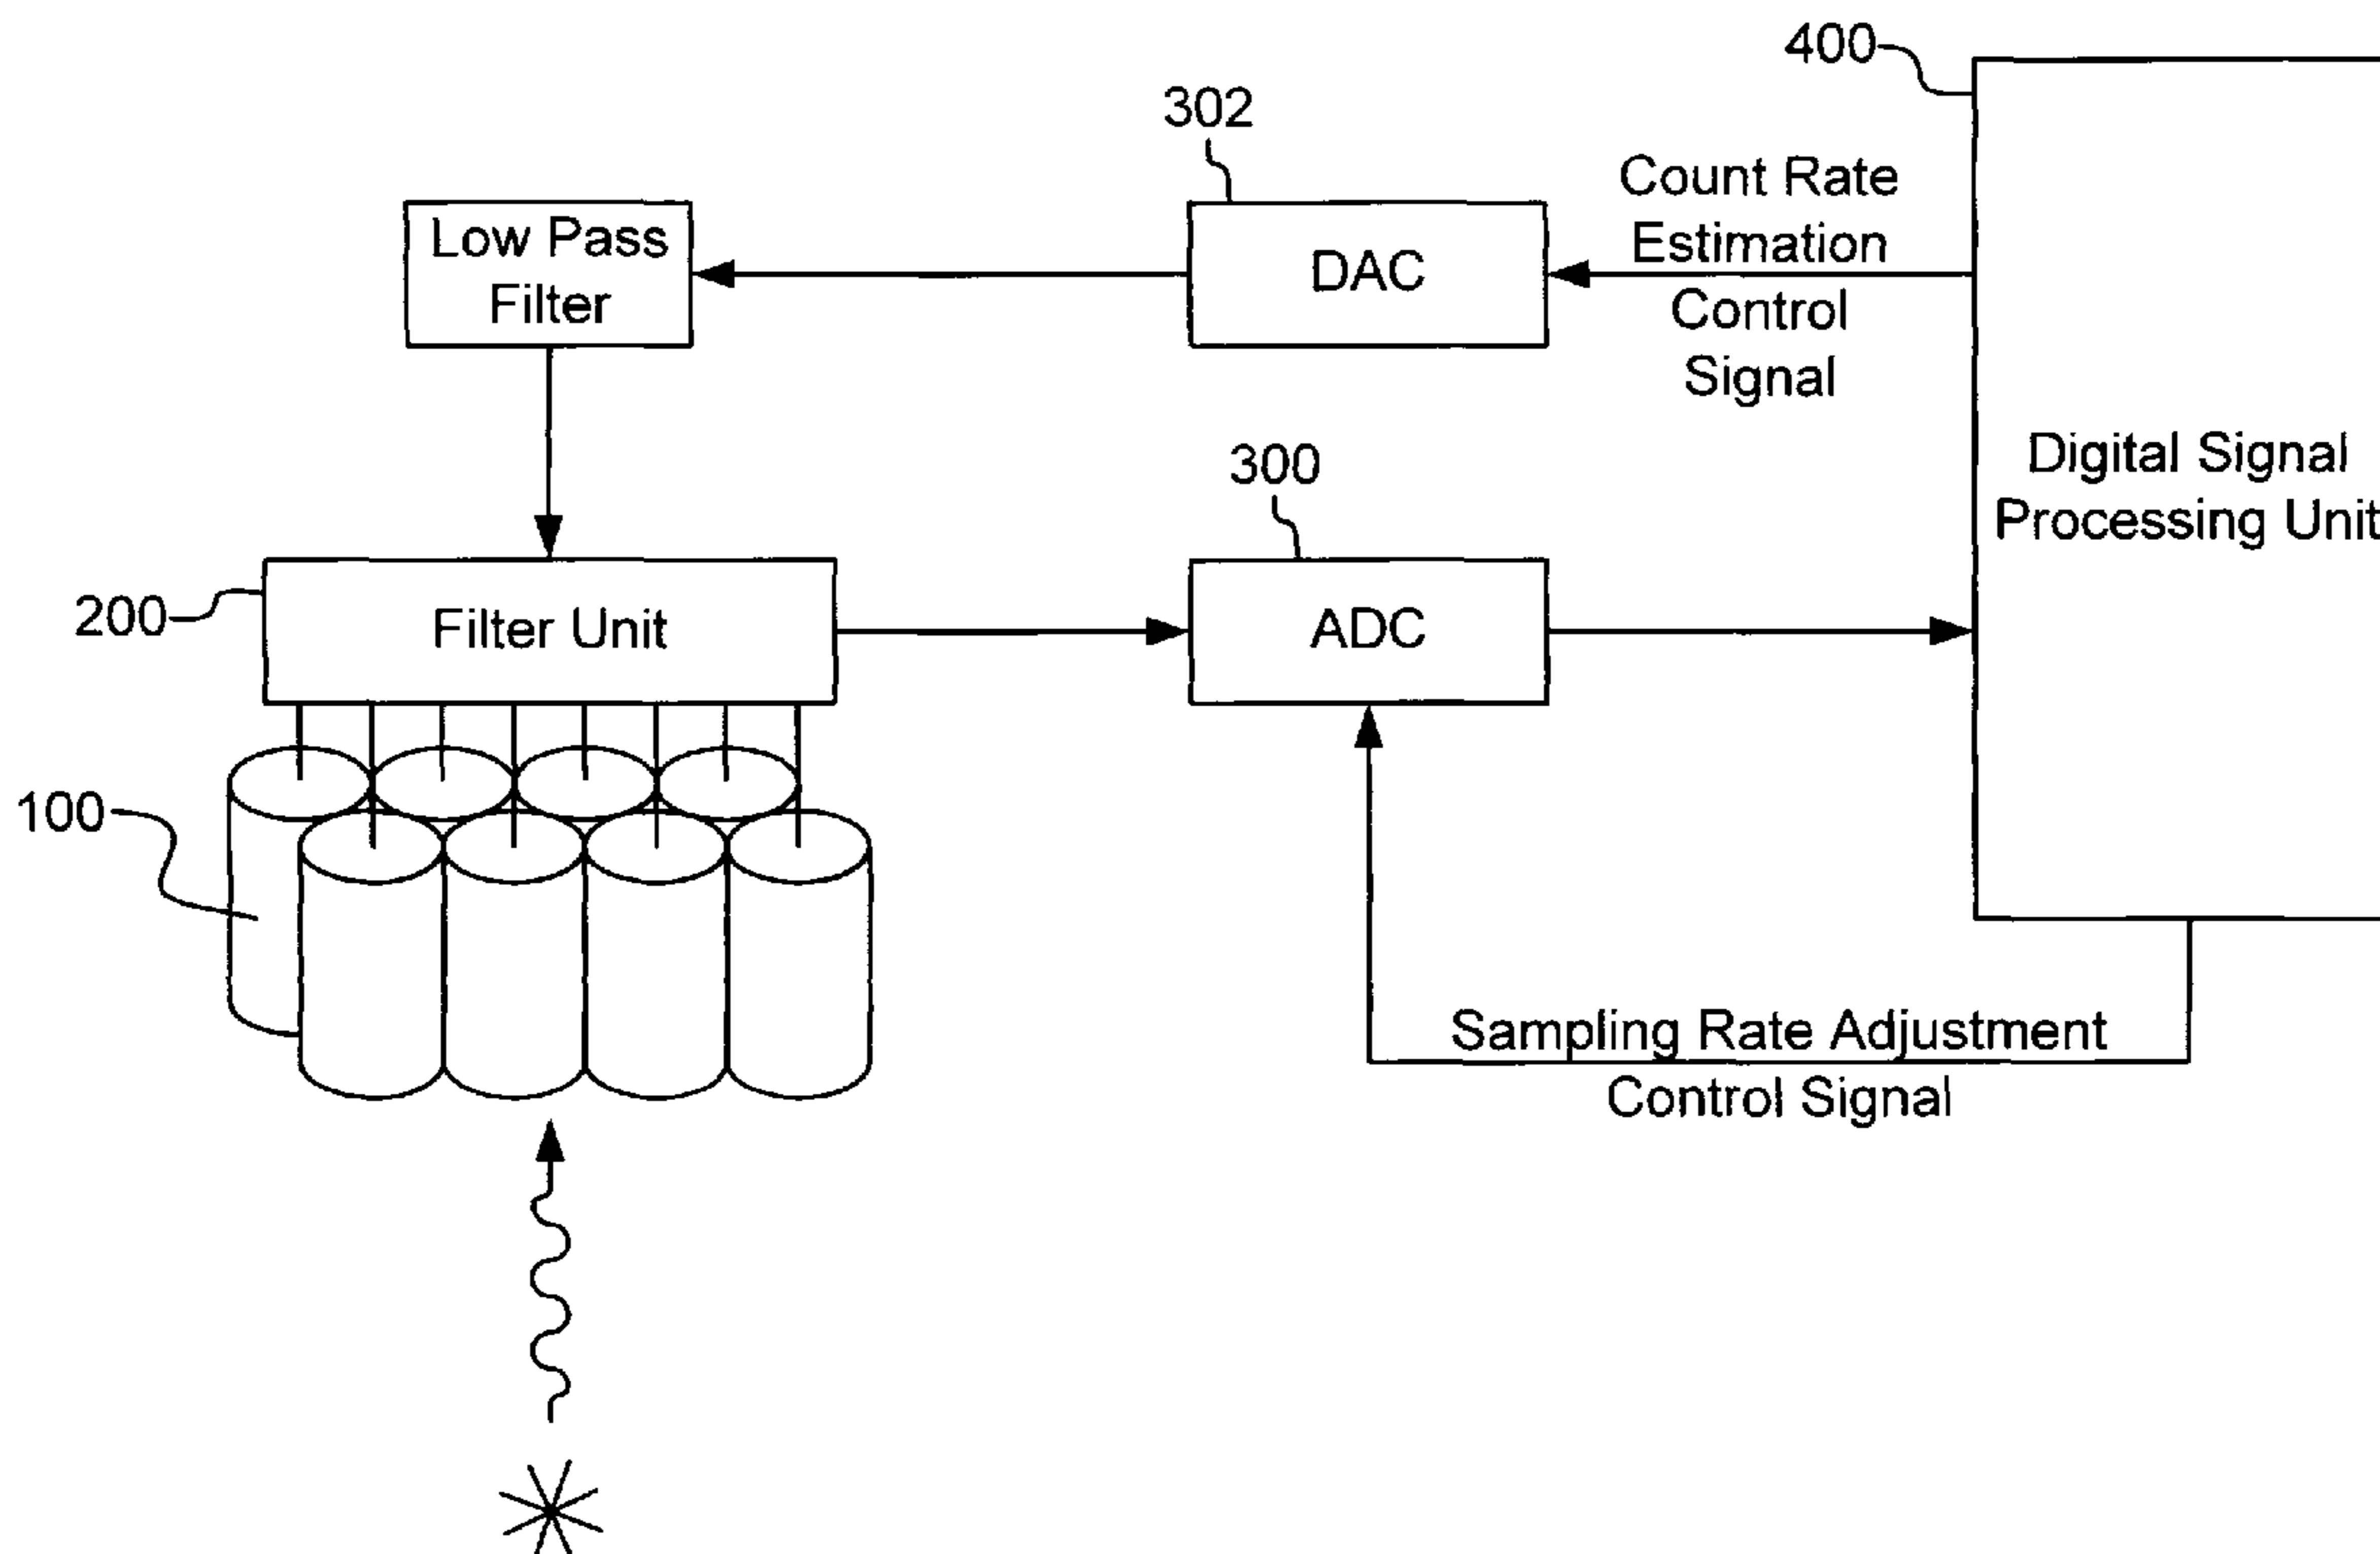 400
302
Count Rate
Estimation
Control
Signal
Low Pass
Filter
DAC
300
Digital Signal
Processing Unit
200
Filter Unit
ADC
100
Sampling Rate Adjustment
Control Signal